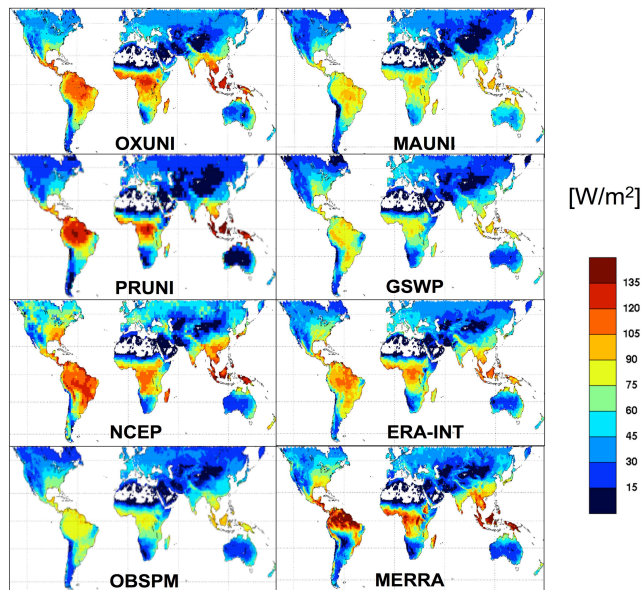 OXUNI
MAUNI
PRUNI
GSWP
NCEP
ERA-INT
OBSPM
MERRA
[W/m²]
135
120
105
90
75
60
45
30
15